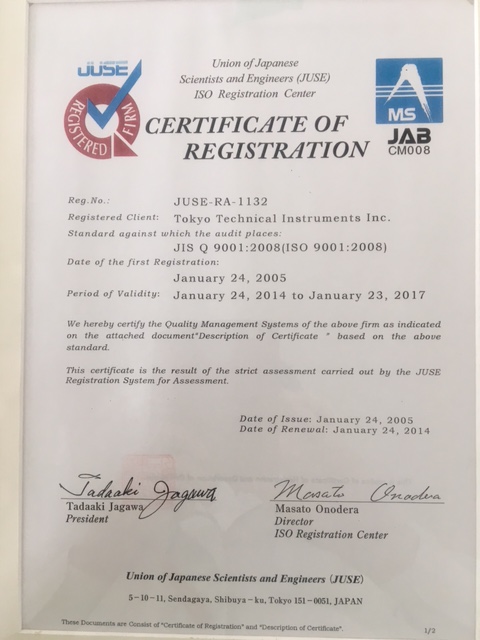 JUSE
REGISTERED FIRM
Union of Japanese
Scientists and Engineers (JUSE)
ISO Registration Center
MS
JAB
CM008
CERTIFICATE OF
REGISTRATION
Reg.No.: JUSE-RA-1132
Registered Client: Tokyo Technical Instruments Inc.
Standard against which the audit places:
JIS Q 9001:2008(ISO 9001:2008)
Date of the first Registration:
January 24, 2005
Period of Validity: January 24, 2014 to January 23, 2017
We hereby certify the Quality Management Systems of the above firm as indicated
on the attached document"Description of Certificate " based on the above
standard.
This certificate is the result of the strict assessment carried out by the JUSE
Registration System for Assessment.
Date of Issue: January 24, 2005
Date of Renewal: January 24, 2014
Tadaaki Jagawa
Tadaaki Jagawa
President
Masato Onodera
Masato Onodera
Director
ISO Registration Center
Union of Japanese Scientists and Engineers (JUSE)
5-10-11, Sendagaya, Shibuya-ku, Tokyo 151-0051, JAPAN
These Documents are Consist of "Certificate of Registration" and "Description of Certificate".
1/2